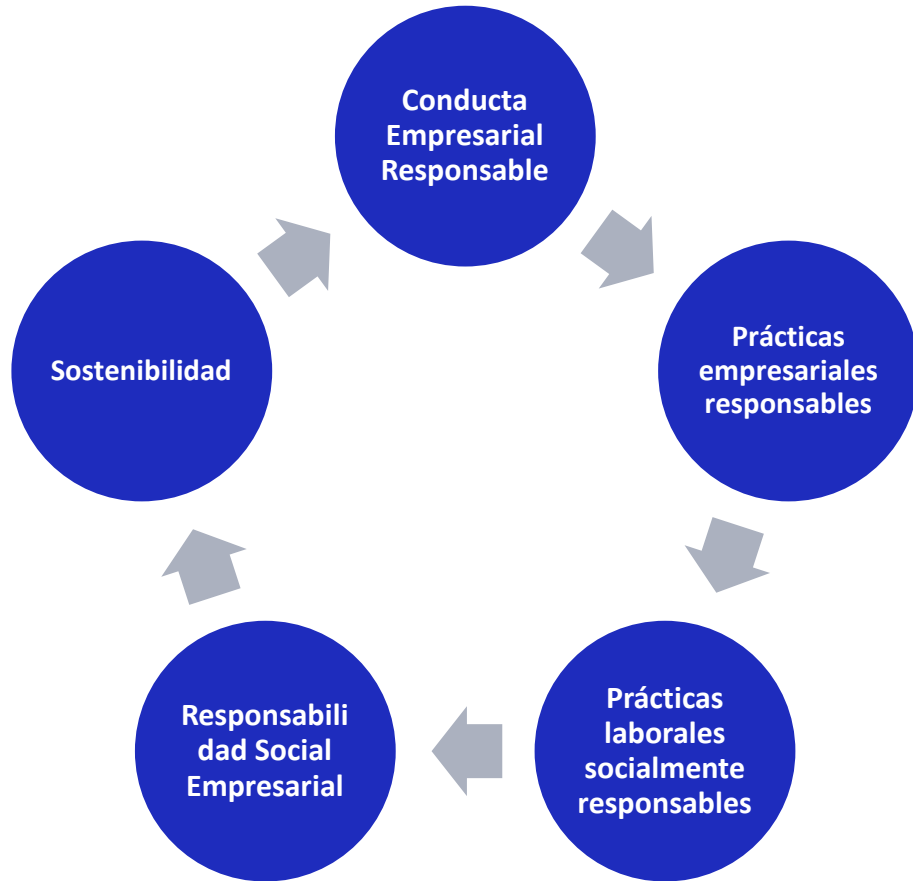 Conducta
Empresarial
Responsable
Prácticas
empresariales
responsables
Prácticas
laborales
socialmente
responsables
Responsabili
dad Social
Empresarial
Sostenibilidad